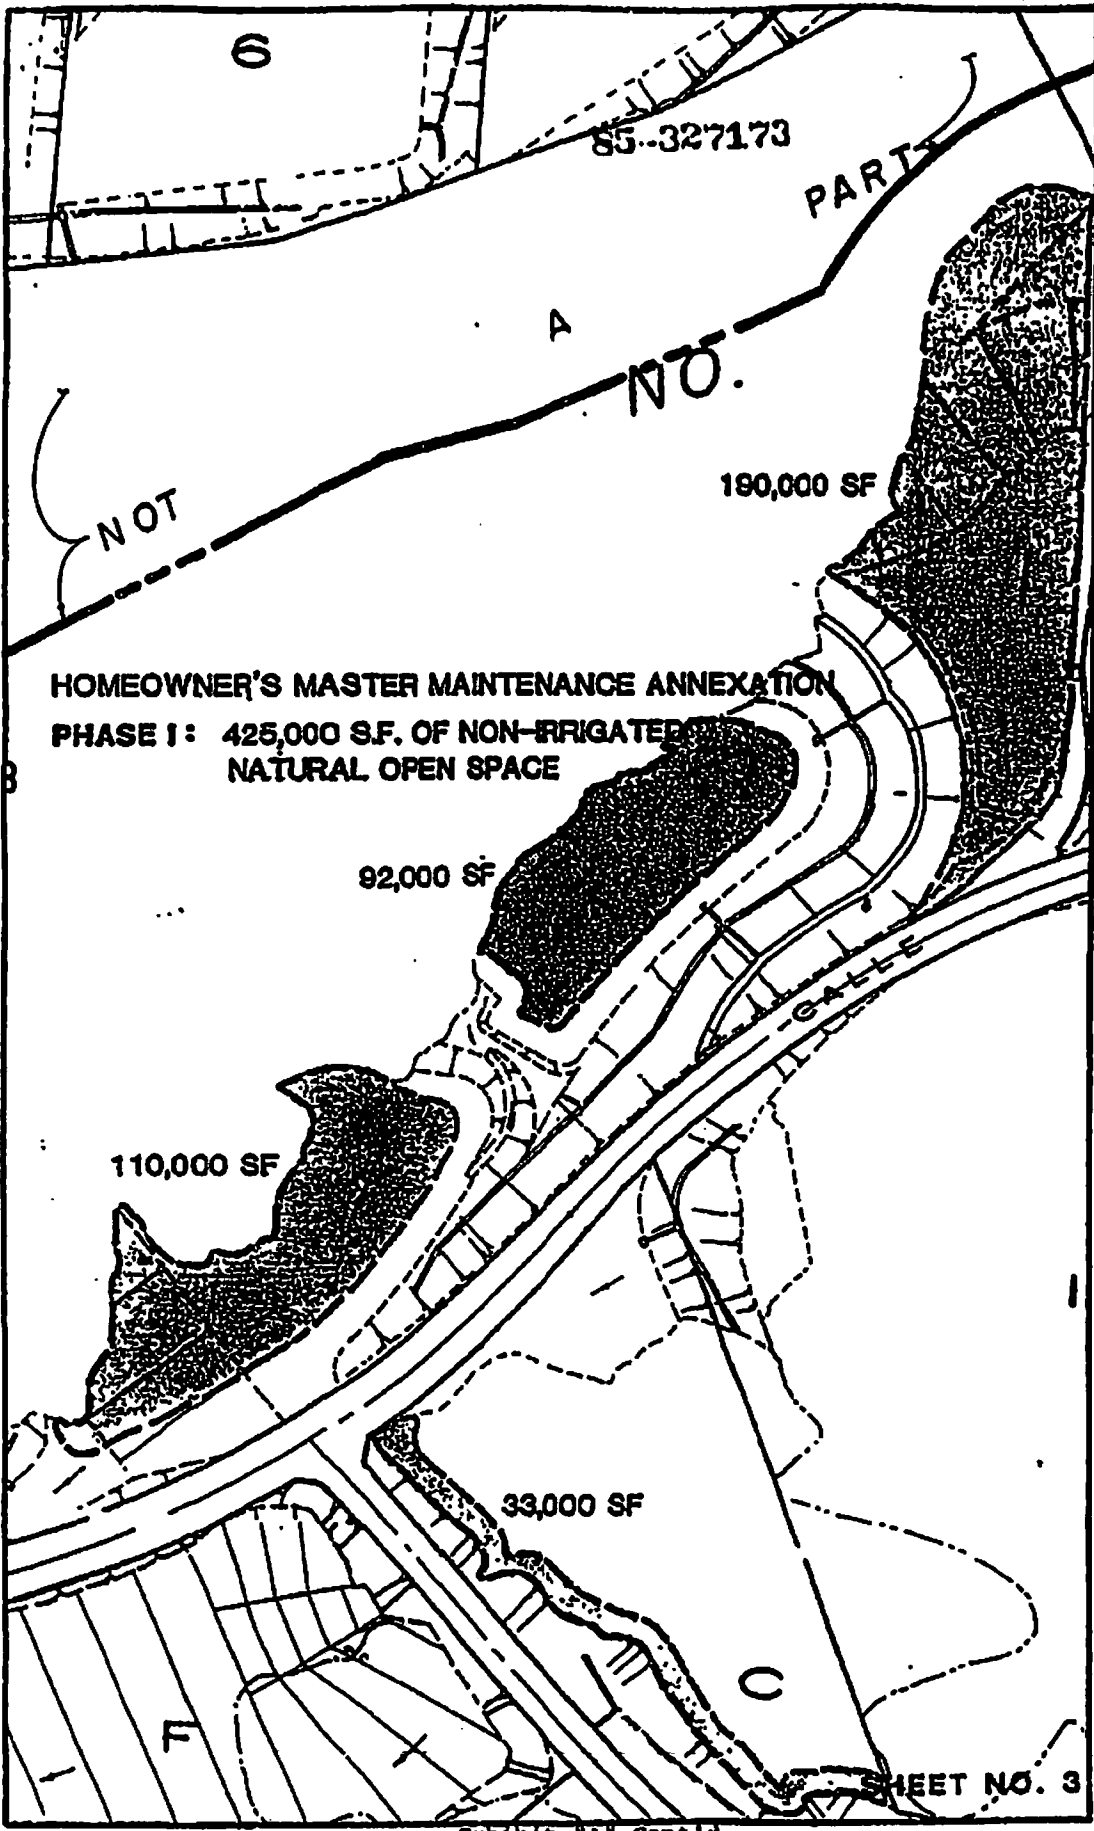 6
85-327173
PART
A
NO.
190,000 SF
NOT
HOMEOWNER'S MASTER MAINTENANCE ANNEXATION
PHASE I: 425,000 S.F. OF NON-IRRIGATED
NATURAL OPEN SPACE
92,000 SF
CALLE
110,000 SF
33,000 SF
C
F
SHEET NO. 3